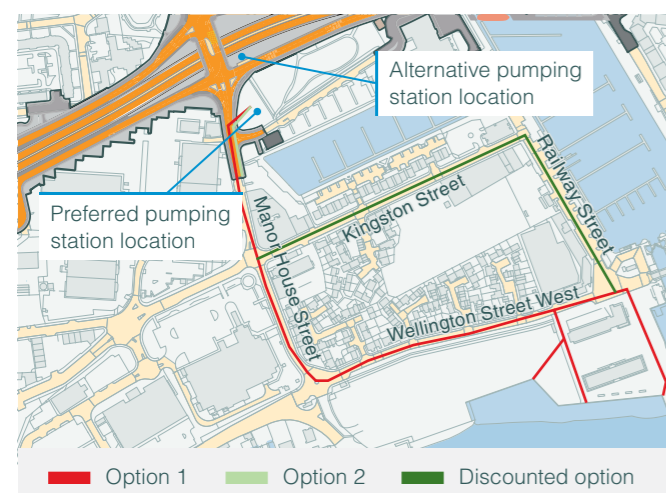 Alternative pumping
station location
Preferred pumping
station location
Manor House Street
Kingston Street
Railway Street
Wellington Street West
Option 1
Option 2
Discounted option